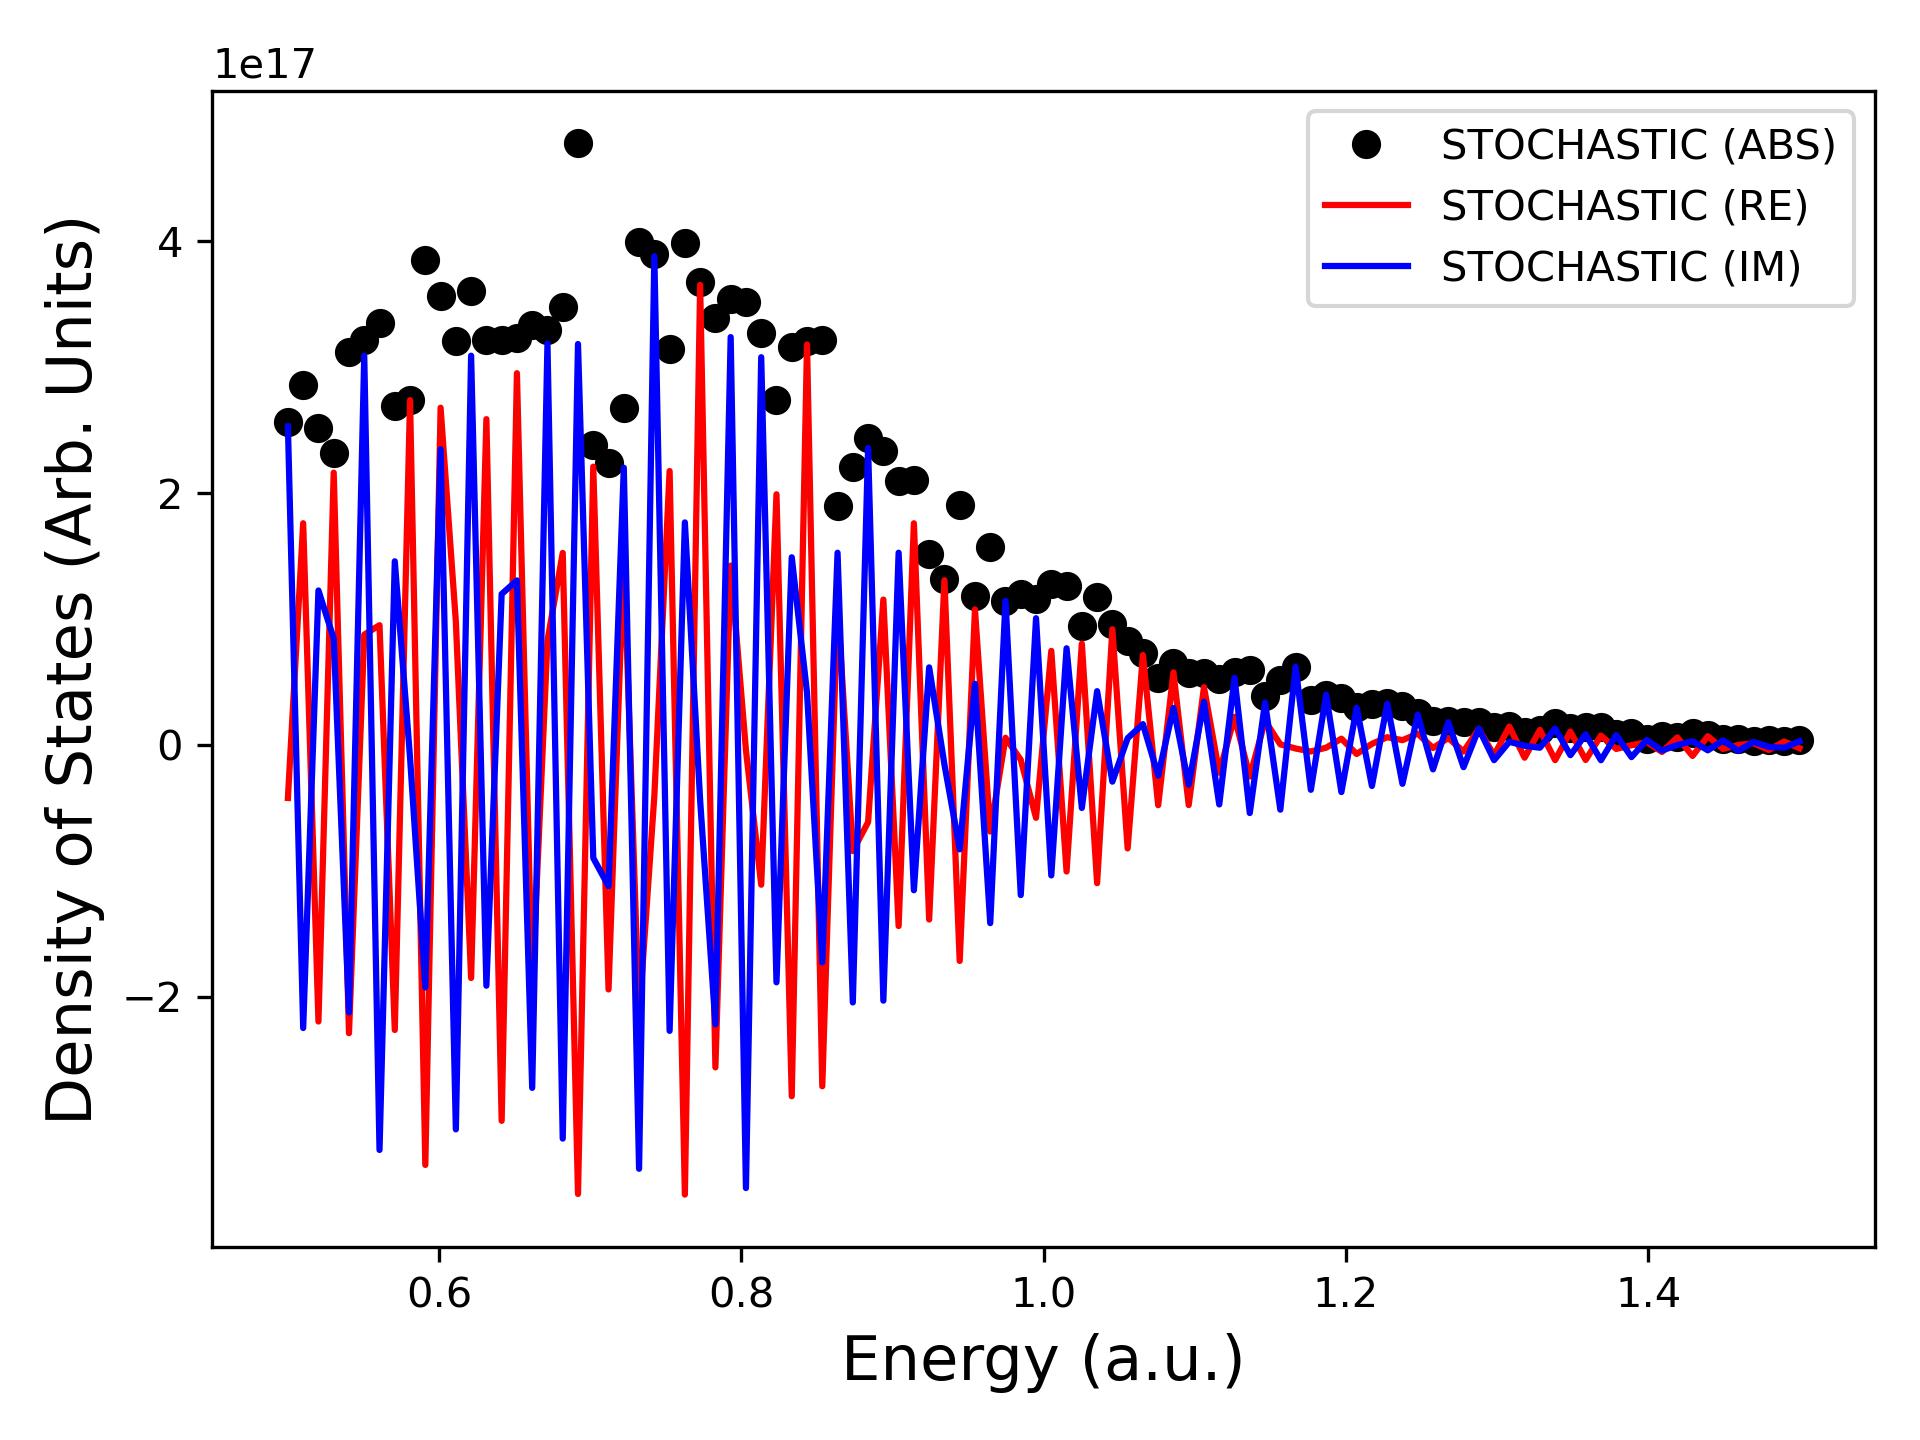 1e17
STOCHASTIC (ABS)
STOCHASTIC (RE)
STOCHASTIC (IM)
4
2
0
−2
Density of States (Arb. Units)
0.6 0.8 1.0 1.2 1.4
Energy (a.u.)